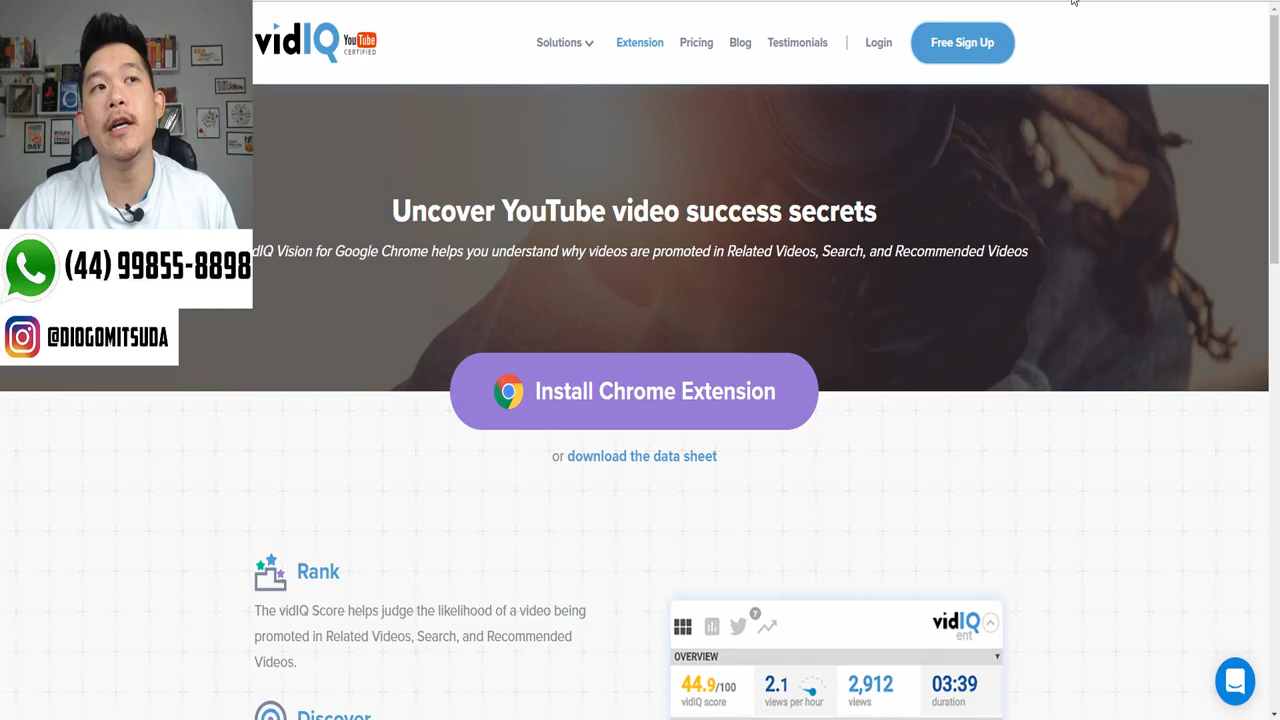 vidIQ YouTube CERTIFIED
Solutions Extension Pricing Blog Testimonials Login Free Sign Up
Uncover YouTube video success secrets
dIQ Vision for Google Chrome helps you understand why videos are promoted in Related Videos, Search, and Recommended Videos
(44) 99855-8898
@DIOGOMITSUDA
Install Chrome Extension
or download the data sheet
Rank
The vidIQ Score helps judge the likelihood of a video being
promoted in Related Videos, Search, and Recommended
Videos.
Discover
7
vidIQ
ent
OVERVIEW
44.9/100 2.1 2,912 03:39
vidIQ score views per hour views duration